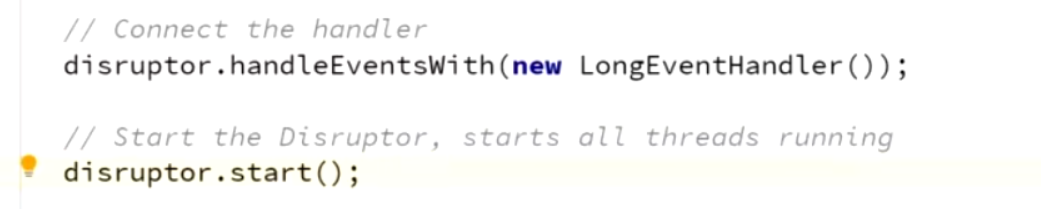 // Connect the handler
disruptor.handleEventsWith(new LongEventHandler());
// Start the Disruptor, starts all threads running
disruptor.start();